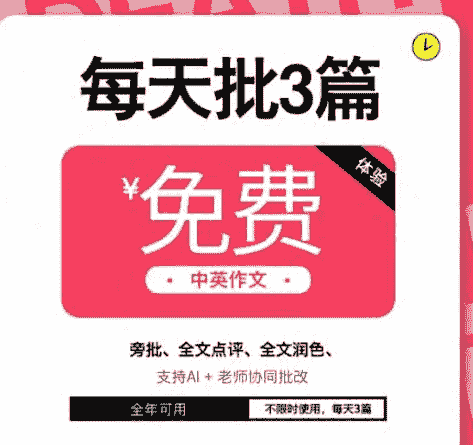 每天批3篇
体验
¥免费
· 中英作文 ·
旁批、全文点评、全文润色、
支持AI + 老师协同批改
全年可用 不限时使用，每天3篇